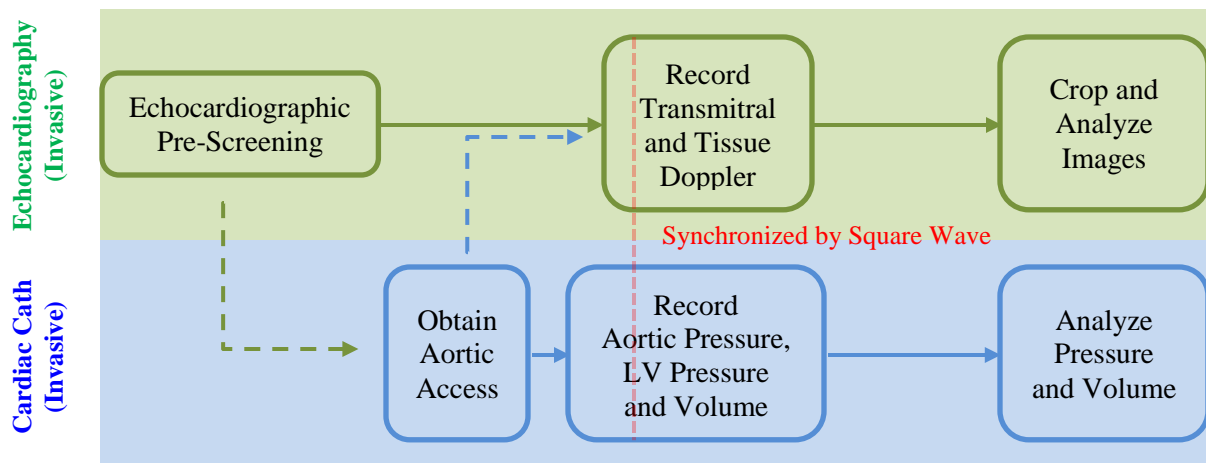 Echocardiography
(Invasive)
Echocardiographic
Pre-Screening
Record
Transmitral
and Tissue
Doppler
Crop and
Analyze
Images
Synchronized by Square Wave
Cardiac Cath
(Invasive)
Obtain
Aortic
Access
Record
Aortic Pressure,
LV Pressure
and Volume
Analyze
Pressure
and Volume